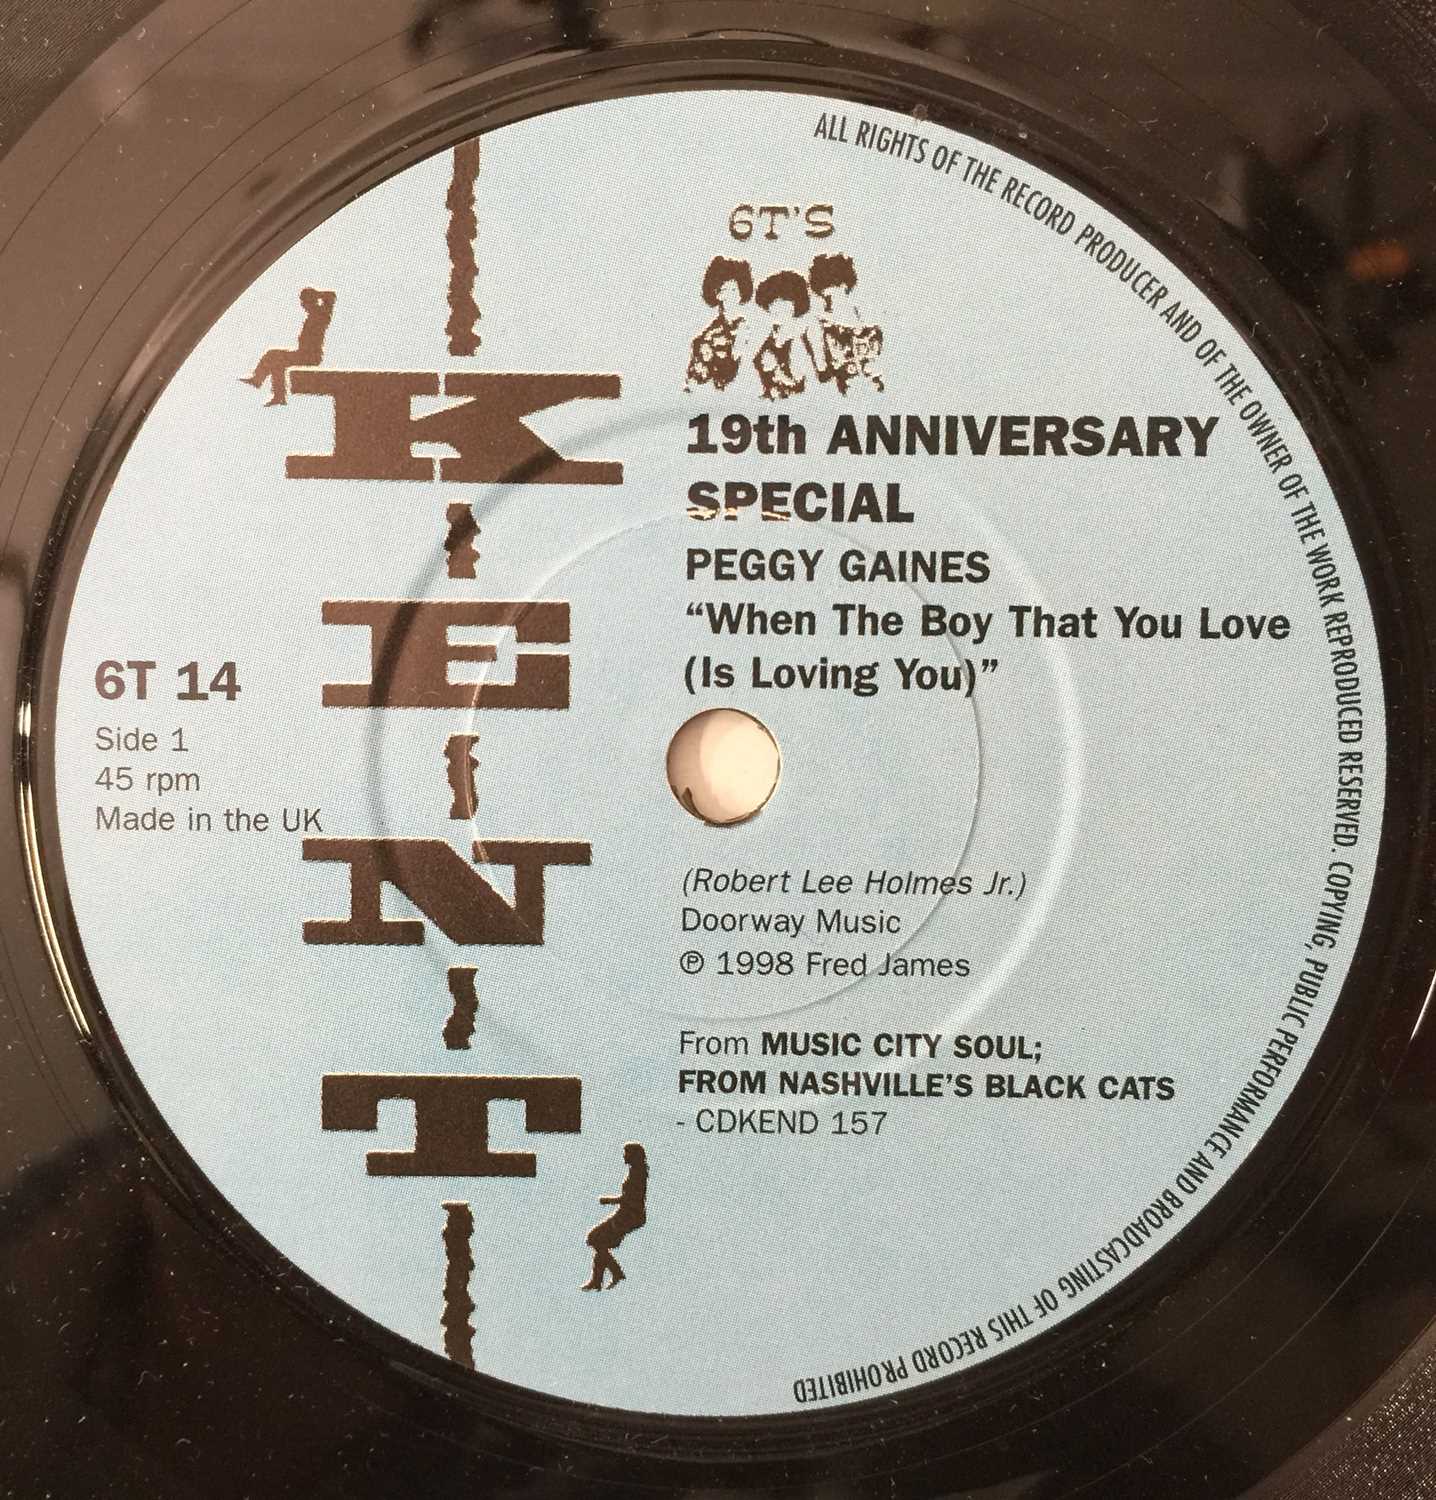 ALL RIGHTS OF THE RECORD PRODUCER AND OF THE OWNER OF THE WORK REPRODUCED RESERVED. COPYING, PUBLIC PERFORMANCE AND BROADCASTING OF THIS RECORD PROHIBITED
6T'S
KENT
19th ANNIVERSARY
SPECIAL
PEGGY GAINES
“When The Boy That You Love
(Is Loving You)”
6T 14
Side 1
45 rpm
Made in the UK
(Robert Lee Holmes Jr.)
Doorway Music
℗ 1998 Fred James
From MUSIC CITY SOUL;
FROM NASHVILLE'S BLACK CATS
- CDKEND 157